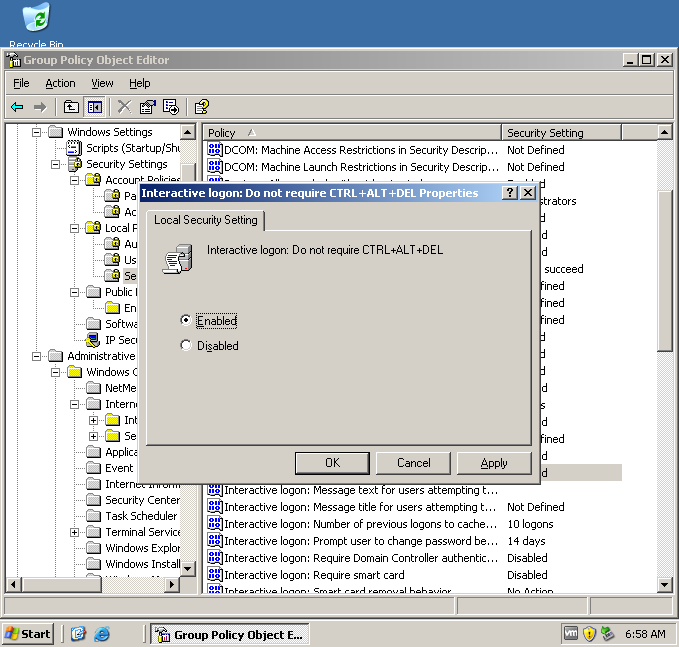 Recycle Bin
Group Policy Object Editor
File Action View Help
Windows Settings
Scripts (Startup/Shu
Security Settings
Account Policies
Pa
Ac
Local P
Au
Us
Se
Public
En
Softwa
IP Secu
Administrative
Windows C
NetMe
Intern
Int
Se
Applica
Event
Internet Inform
Security Center
Task Scheduler
Terminal Service
Windows Explor
Windows Install
Policy Security Setting
DCOM: Machine Access Restrictions in Security Descrip... Not Defined
DCOM: Machine Launch Restrictions in Security Descrip... Not Defined
strators
d
d
succeed
fined
fined
fined
d
d
d
s
d
fined
d
d
Interactive logon: Do not require CTRL+ALT+DEL Properties
Local Security Setting
Interactive logon: Do not require CTRL+ALT+DEL
Enabled
Disabled
OK Cancel Apply
Interactive logon: Message text for users attempting t...
Interactive logon: Message title for users attempting t... Not Defined
Interactive logon: Number of previous logons to cache... 10 logons
Interactive logon: Prompt user to change password be... 14 days
Interactive logon: Require Domain Controller authentic... Disabled
Interactive logon: Require smart card Disabled
Interactive logon: Smart card removal behavior No Action
Start
Group Policy Object E...
vm
6:58 AM